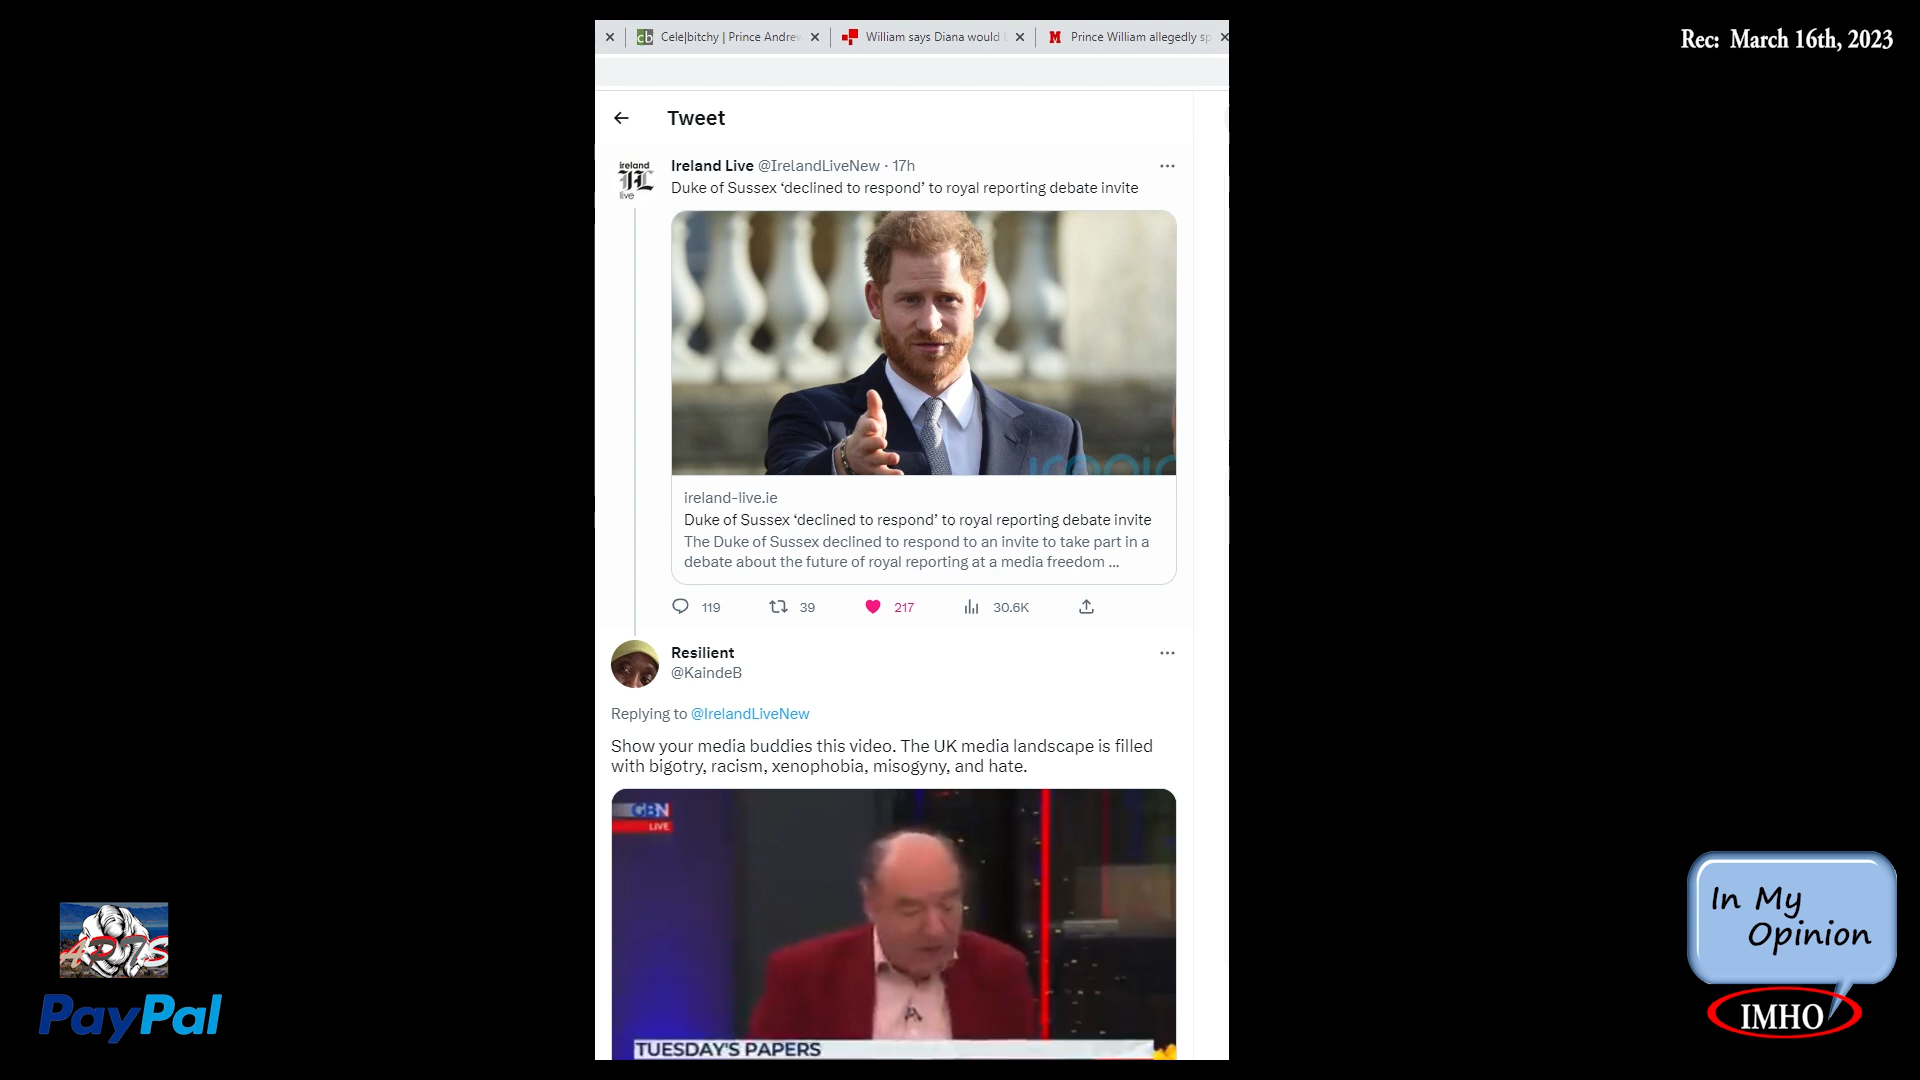 Cele|bitchy | Prince Andrew
William says Diana would
Prince William allegedly sp
Rec: March 16th, 2023
Tweet
ireland
live
Ireland Live @IrelandLiveNew · 17h
Duke of Sussex ‘declined to respond’ to royal reporting debate invite
ireland-live.ie
Duke of Sussex ‘declined to respond’ to royal reporting debate invite
The Duke of Sussex declined to respond to an invite to take part in a
debate about the future of royal reporting at a media freedom ...
119
39
217
30.6K
Resilient
@KaindeB
Replying to @IrelandLiveNew
Show your media buddies this video. The UK media landscape is filled
with bigotry, racism, xenophobia, misogyny, and hate.
GBN
LIVE
TUESDAY'S PAPERS
PayPal
In My
Opinion
IMHO